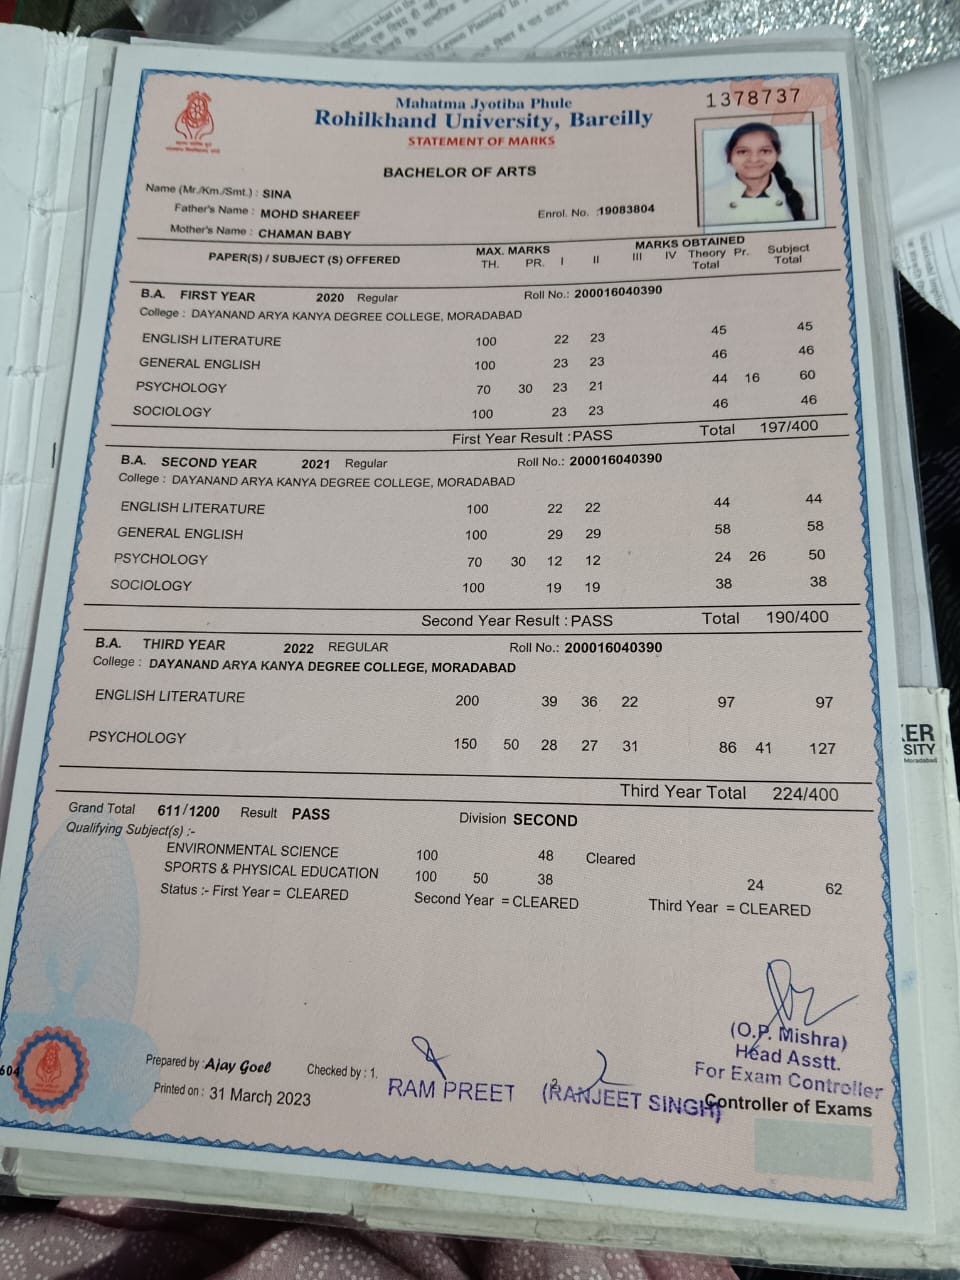 1378737
Mahatma Jyotiba Phule
Rohilkhand University, Bareilly
STATEMENT OF MARKS
BACHELOR OF ARTS
Name (Mr./Km./Smt.) : SINA
Father's Name : MOHD SHAREEF
Enrol. No. :19083804
Mother's Name : CHAMAN BABY
PAPER(S) / SUBJECT (S) OFFERED MAX. MARKS MARKS OBTAINED Subject Total
TH. PR. I II III IV Theory Total Pr.
B.A. FIRST YEAR 2020 Regular Roll No.: 200016040390
College : DAYANAND ARYA KANYA DEGREE COLLEGE, MORADABAD
ENGLISH LITERATURE 100 22 23 45 45
GENERAL ENGLISH 100 23 23 46 46
PSYCHOLOGY 70 30 23 21 44 16 60
SOCIOLOGY 100 23 23 46 46
First Year Result :PASS Total 197/400
B.A. SECOND YEAR 2021 Regular Roll No.: 200016040390
College : DAYANAND ARYA KANYA DEGREE COLLEGE, MORADABAD
ENGLISH LITERATURE 100 22 22 44 44
GENERAL ENGLISH 100 29 29 58 58
PSYCHOLOGY 70 30 12 12 24 26 50
SOCIOLOGY 100 19 19 38 38
Second Year Result : PASS Total 190/400
B.A. THIRD YEAR 2022 REGULAR Roll No.: 200016040390
College : DAYANAND ARYA KANYA DEGREE COLLEGE, MORADABAD
ENGLISH LITERATURE 200 39 36 22 97 97
PSYCHOLOGY 150 50 28 27 31 86 41 127
Third Year Total 224/400
Grand Total 611/1200 Result PASS Division SECOND
Qualifying Subject(s) :-
ENVIRONMENTAL SCIENCE 100 48 Cleared
SPORTS & PHYSICAL EDUCATION 100 50 38 24 62
Status :- First Year = CLEARED Second Year = CLEARED Third Year = CLEARED
(O.P. Mishra)
Head Asstt.
For Exam Controller
Controller of Exams
Prepared by : Ajay Goel Checked by : 1. RAM PREET 2 (RANJEET SINGH)
Printed on : 31 March 2023
604
KER
SITY
Moradabad